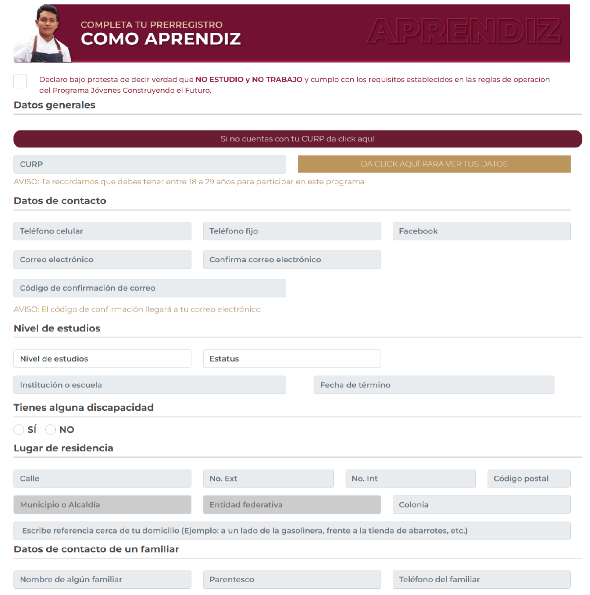 COMPLETA TU PRERREGISTRO
COMO APRENDIZ
APRENDIZ
Declaro bajo protesta de decir verdad que NO ESTUDIO y NO TRABAJO y cumplo con los requisitos establecidos en las reglas de operación
del Programa Jóvenes Construyendo el Futuro.
Datos generales
Si no cuentas con tu CURP da click aquí
CURP
DA CLICK AQUÍ PARA VER TUS DATOS
AVISO: Te recordamos que debes tener entre 18 a 29 años para participar en este programa
Datos de contacto
Teléfono celular
Teléfono fijo
Facebook
Correo electrónico
Confirma correo electrónico
Código de confirmación de correo
AVISO: El código de confirmación llegará a tu correo electrónico
Nivel de estudios
Nivel de estudios
Estatus
Institución o escuela
Fecha de término
Tienes alguna discapacidad
SÍ NO
Lugar de residencia
Calle
No. Ext
No. Int
Código postal
Municipio o Alcaldía
Entidad federativa
Colonia
Escribe referencia cerca de tu domicilio (Ejemplo: a un lado de la gasolinera, frente a la tienda de abarrotes, etc.)
Datos de contacto de un familiar
Nombre de algún familiar
Parentesco
Teléfono del familiar